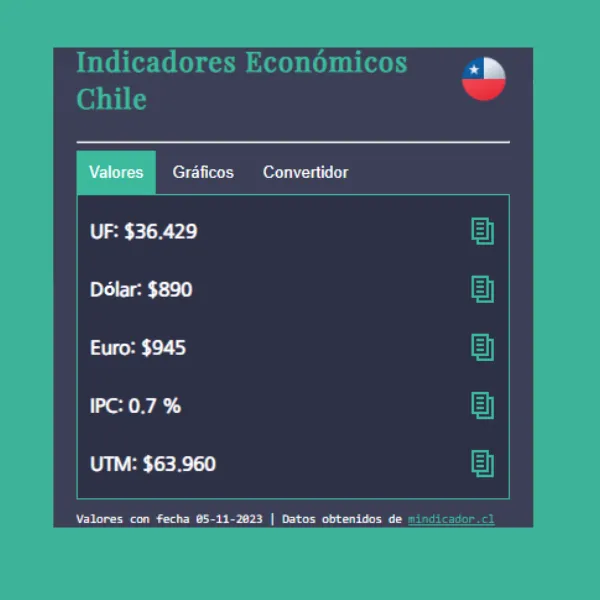 Indicadores Económicos
Chile
Valores Gráficos Convertidor
UF: $36.429
Dólar: $890
Euro: $945
IPC: 0.7 %
UTM: $63.960
Valores con fecha 05-11-2023 | Datos obtenidos de mindicador.cl